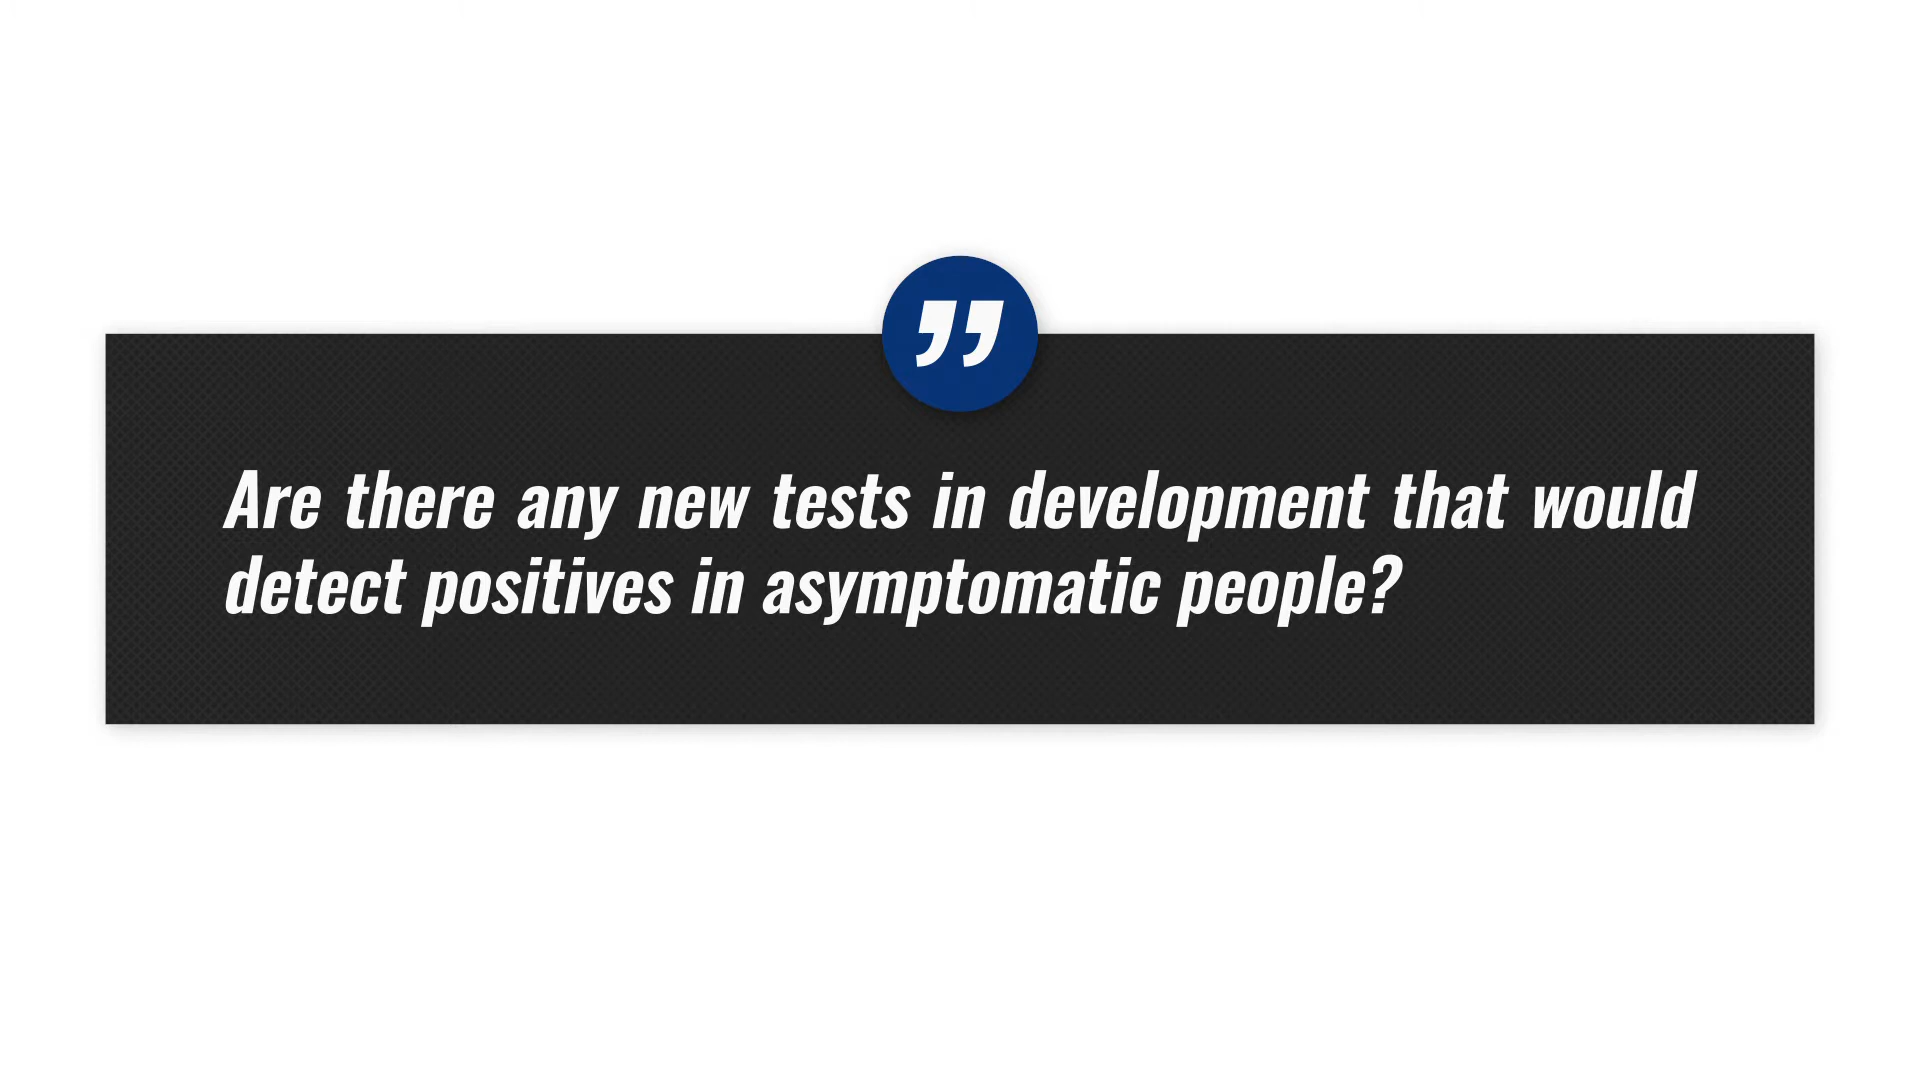 ”
Are there any new tests in development that would
detect positives in asymptomatic people?